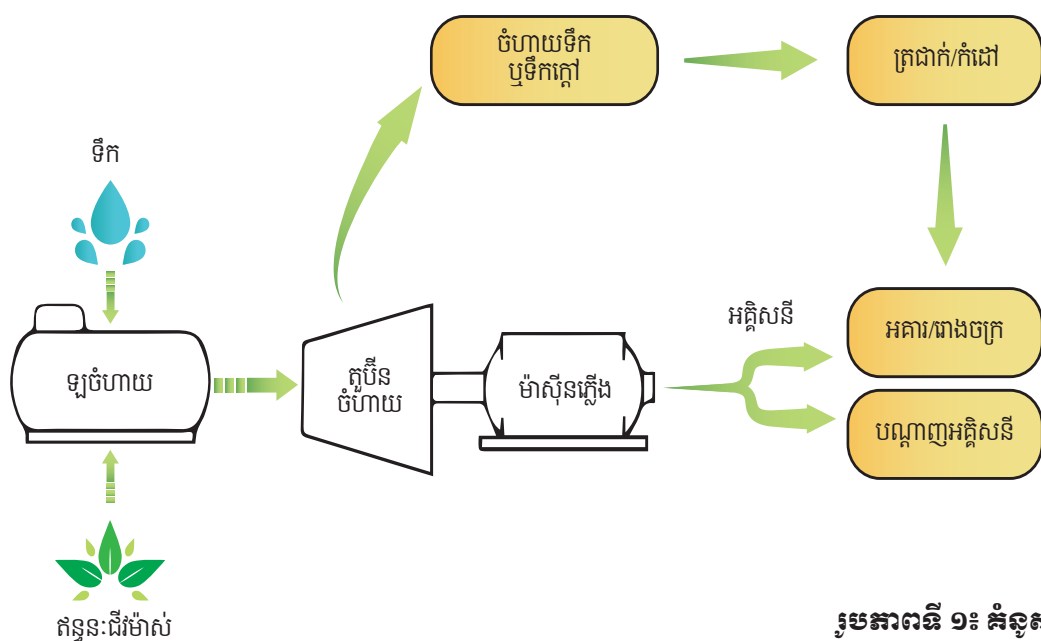 ចំហាយទឹក
ឬទឹកក្តៅ
ត្រជាក់/កំដៅ
ទឹក
អគ្គិសនី
អគារ/រោងចក្រ
ឡចំហាយ
តួប៊ីន
ចំហាយ
ម៉ាស៊ីនភ្លើង
បណ្តាញអគ្គិសនី
ឥន្ធនៈជីវម៉ាស់
រូបភាពទី ១៖